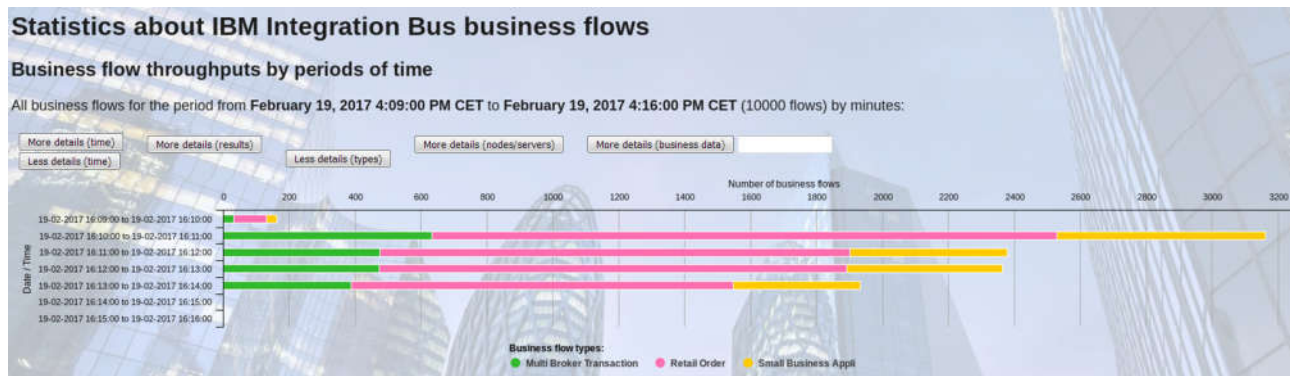 Statistics about IBM Integration Bus business flows
Business flow throughputs by periods of time
All business flows for the period from February 19, 2017 4:09:00 PM CET to February 19, 2017 4:16:00 PM CET (10000 flows) by minutes:
More details (time) More details (results) More details (nodes/servers) More details (business data)
Less details (time) Less details (types)
Number of business flows
0 200 400 600 800 1000 1200 1400 1600 1800 2000 2200 2400 2600 2800 3000 3200
Date / Time
19-02-2017 16:09:00 to 19-02-2017 16:10:00
19-02-2017 16:10:00 to 19-02-2017 16:11:00
19-02-2017 16:11:00 to 19-02-2017 16:12:00
19-02-2017 16:12:00 to 19-02-2017 16:13:00
19-02-2017 16:13:00 to 19-02-2017 16:14:00
19-02-2017 16:14:00 to 19-02-2017 16:15:00
19-02-2017 16:15:00 to 19-02-2017 16:16:00
Business flow types:
Multi Broker Transaction Retail Order Small Business Appli